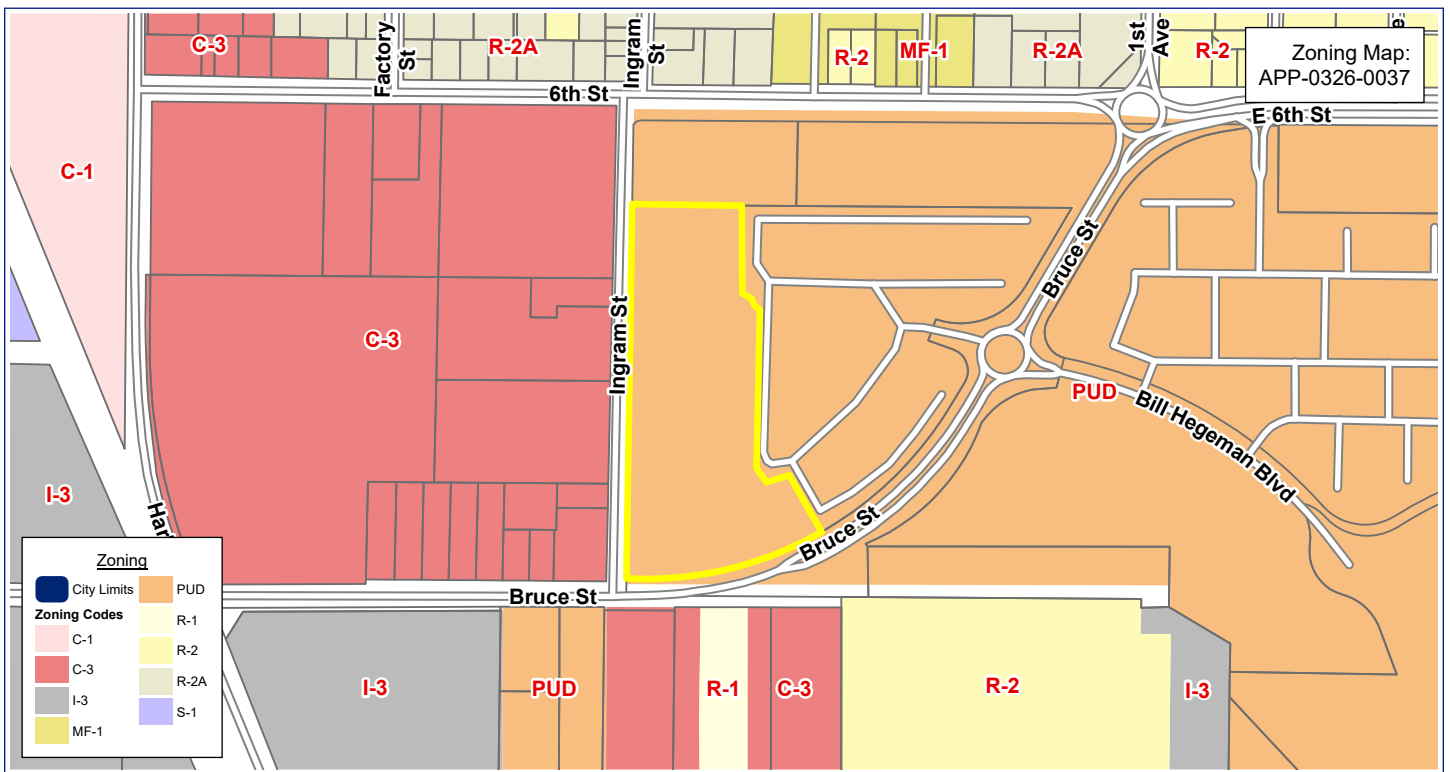 Zoning Map:
APP-0326-0037
C-3
Factory St
R-2A
Ingram St
R-2
MF-1
R-2A
1st Ave
R-2
6th St
E 6th St
C-1
Bruce St
C-3
Ingram St
PUD
Bill Hegeman Blvd
I-3
Har
Bruce St
Bruce St
I-3
PUD
R-1
C-3
R-2
I-3
Zoning
City Limits
Zoning Codes
C-1
C-3
I-3
MF-1
PUD
R-1
R-2
R-2A
S-1